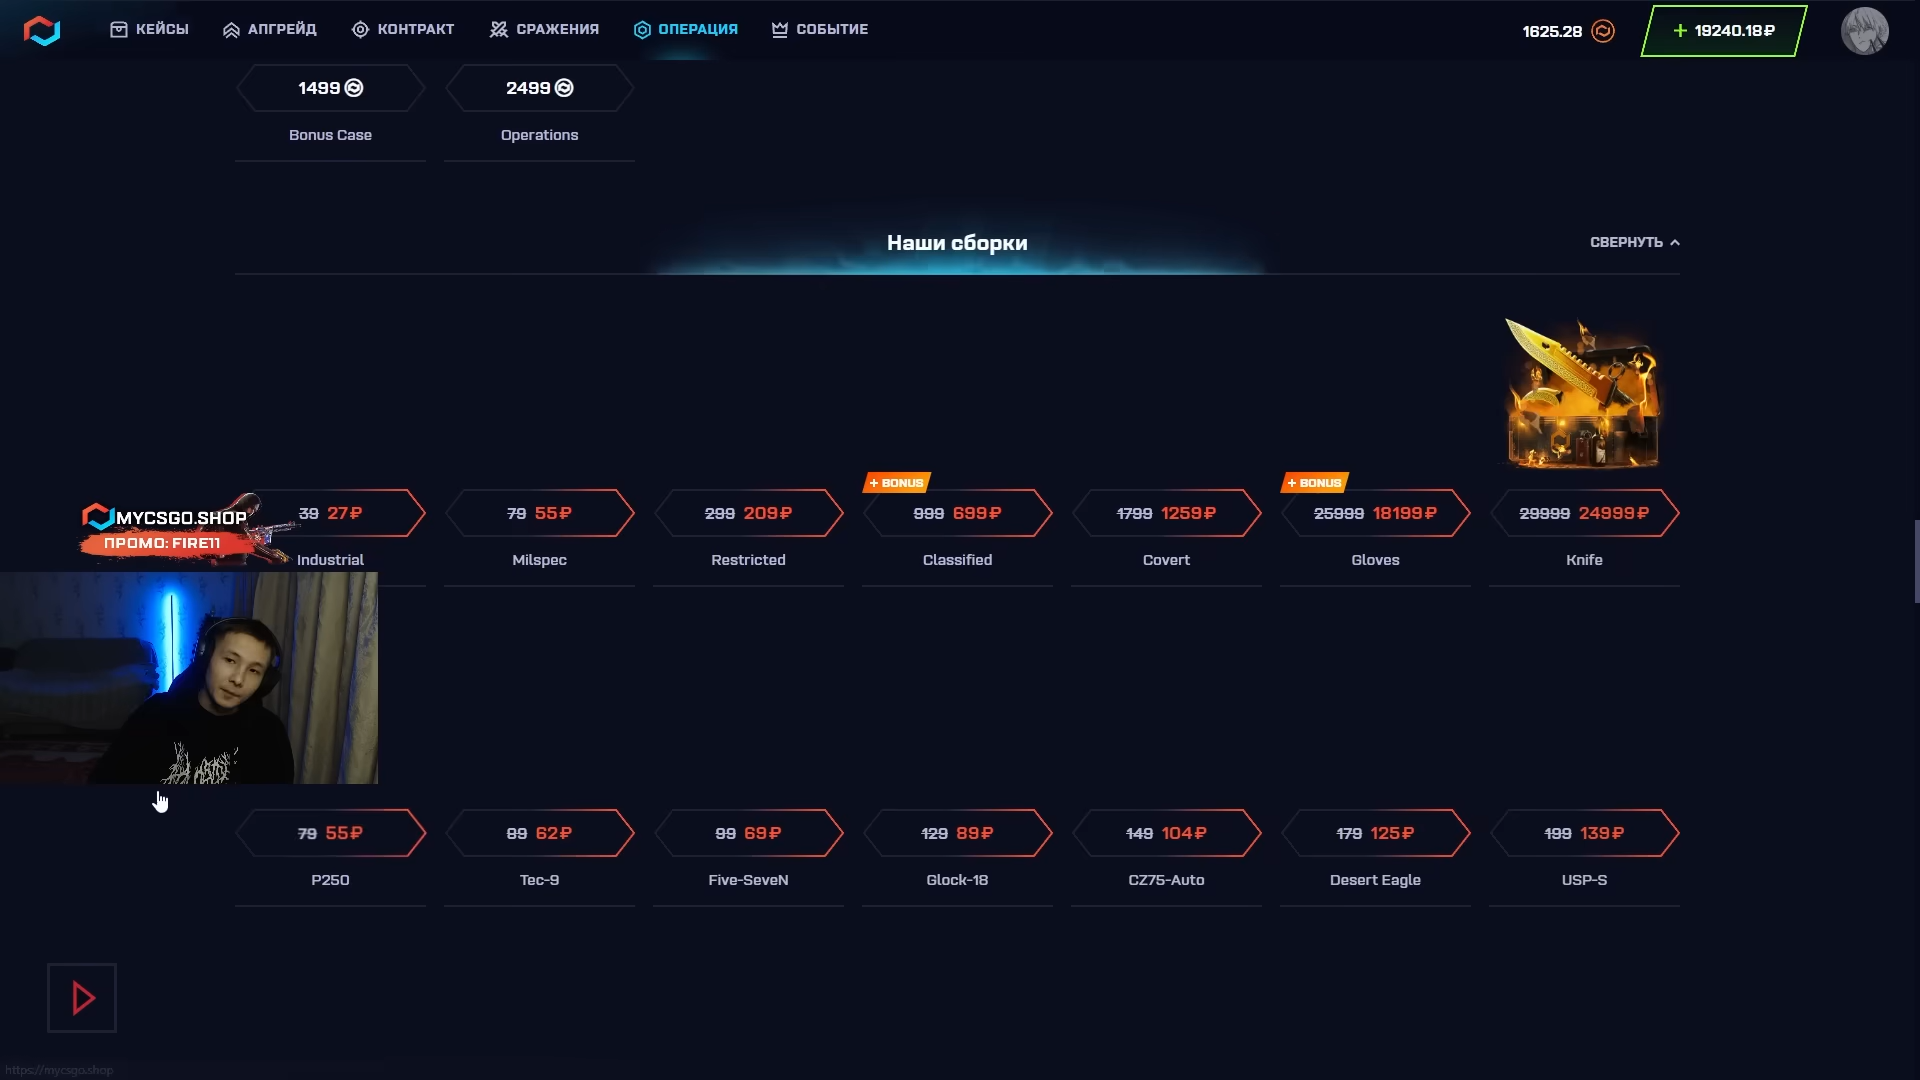 КЕЙСЫ
АПГРЕЙД
КОНТРАКТ
СРАЖЕНИЯ
ОПЕРАЦИЯ
СОБЫТИЕ
1625.28
+ 19240.18₽
1499
2499
Bonus Case
Operations
Наши сборки
СВЕРНУТЬ
+ BONUS
+ BONUS
MYCSGO.SHOP
ПРОМО: FIRE11
39 27₽
79 55₽
299 209₽
999 699₽
1799 1259₽
25999 18199₽
29999 24999₽
Industrial
Milspec
Restricted
Classified
Covert
Gloves
Knife
79 55₽
89 62₽
99 69₽
129 89₽
149 104₽
179 125₽
199 139₽
P250
Tec-9
Five-SeveN
Glock-18
CZ75-Auto
Desert Eagle
USP-S
https://mycsgo.shop